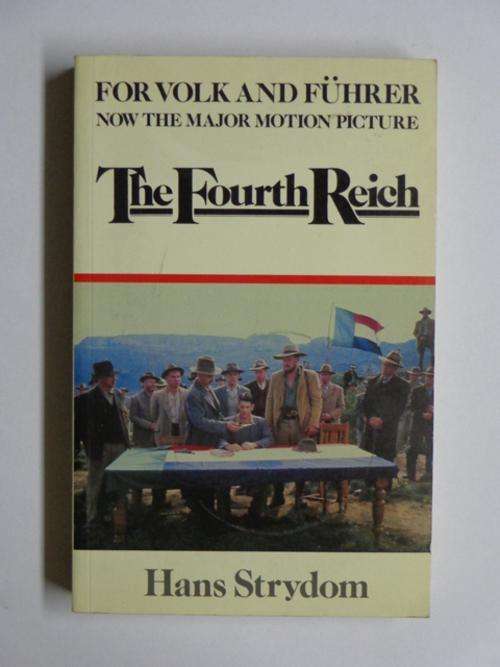 FOR VOLK AND FÜHRER
NOW THE MAJOR MOTION PICTURE
The Fourth Reich
Hans Strydom